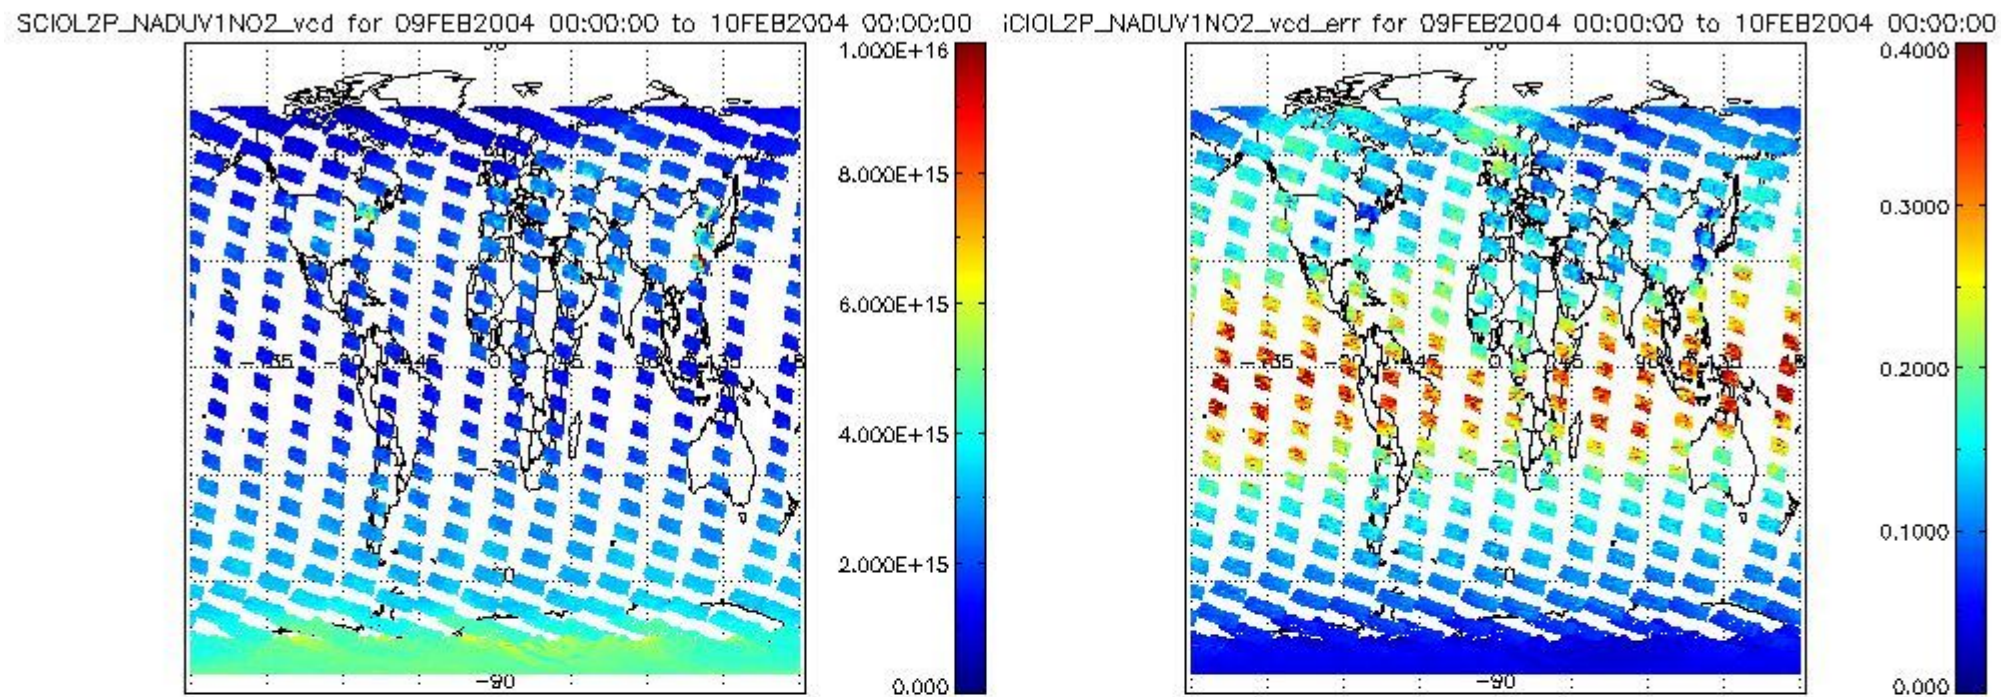 SCIOL2P_NADUV1NO2_vcd for 09FEB2004 00:00:00 to 10FEB2004 00:00:00
1.000E+16
8.000E+15
6.000E+15
4.000E+15
2.000E+15
0.000
-90
iCIOL2P_NADUV1NO2_vcd_err for 09FEB2004 00:00:00 to 10FEB2004 00:00:00
0.4000
0.3000
0.2000
0.1000
0.000
-90